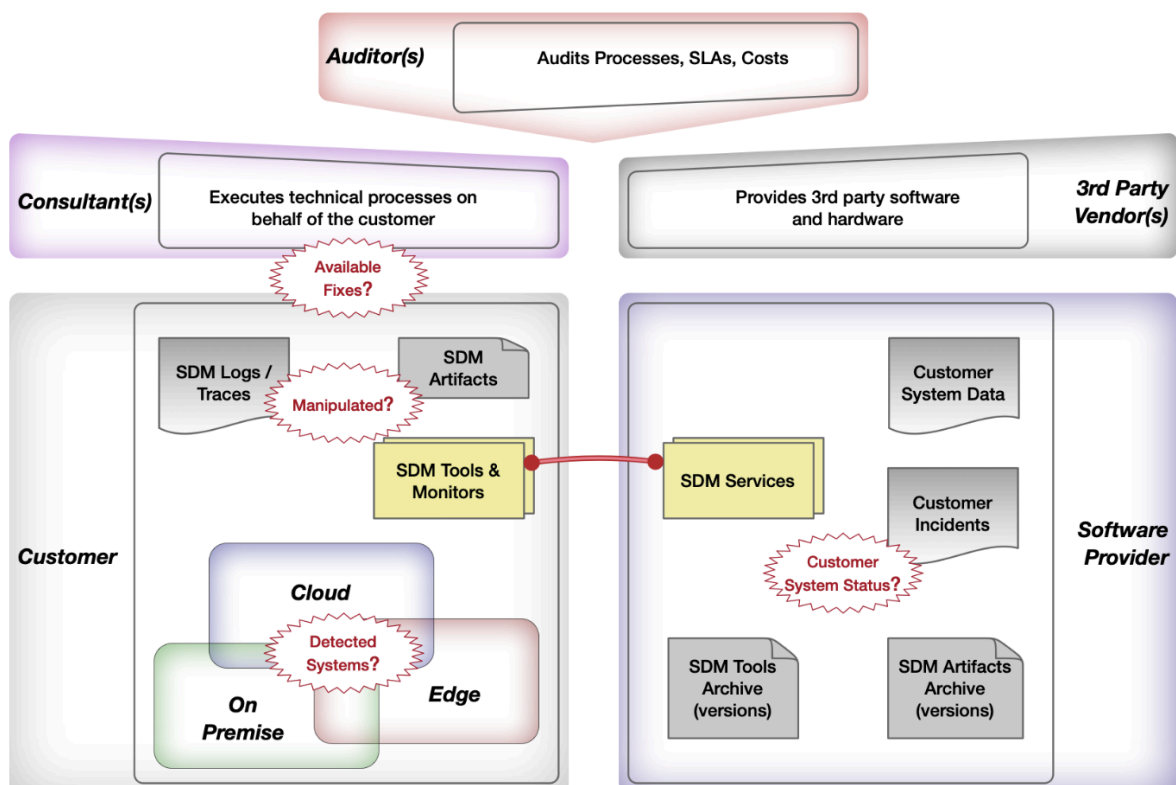 Auditor(s)
Audits Processes, SLAs, Costs
Consultant(s)
Executes technical processes on
behalf of the customer
Provides 3rd party software
and hardware
3rd Party
Vendor(s)
Available
Fixes?
SDM Logs /
Traces
SDM
Artifacts
Manipulated?
SDM Tools &
Monitors
Customer
Cloud
Detected
Systems?
On
Premise
Edge
Customer
System Data
SDM Services
Customer
Incidents
Customer
System Status?
Software
Provider
SDM Tools
Archive
(versions)
SDM Artifacts
Archive
(versions)